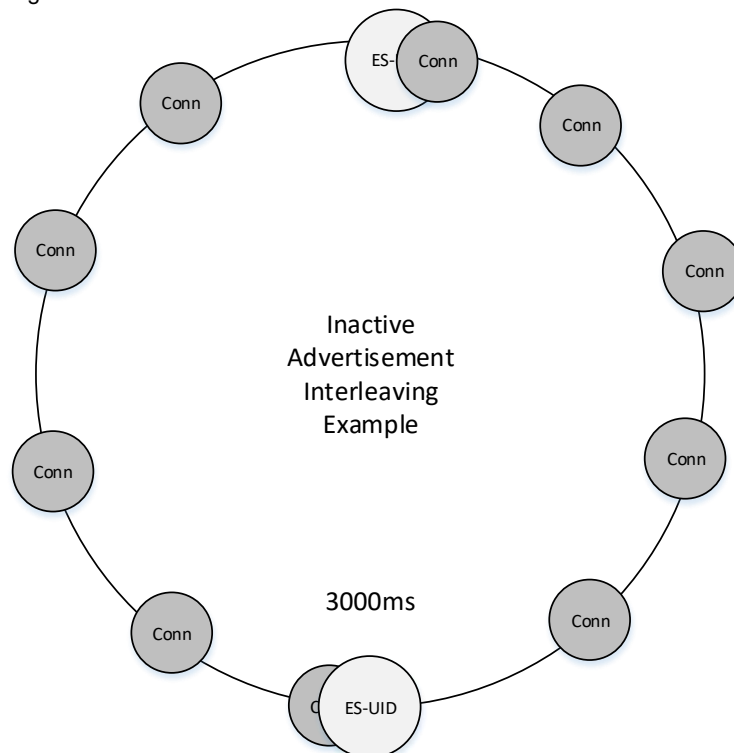 ES-
Conn
Conn
Conn
Conn
Conn
Inactive
Advertisement
Interleaving
Example
Conn
Conn
3000ms
Conn
Conn
ES-UID